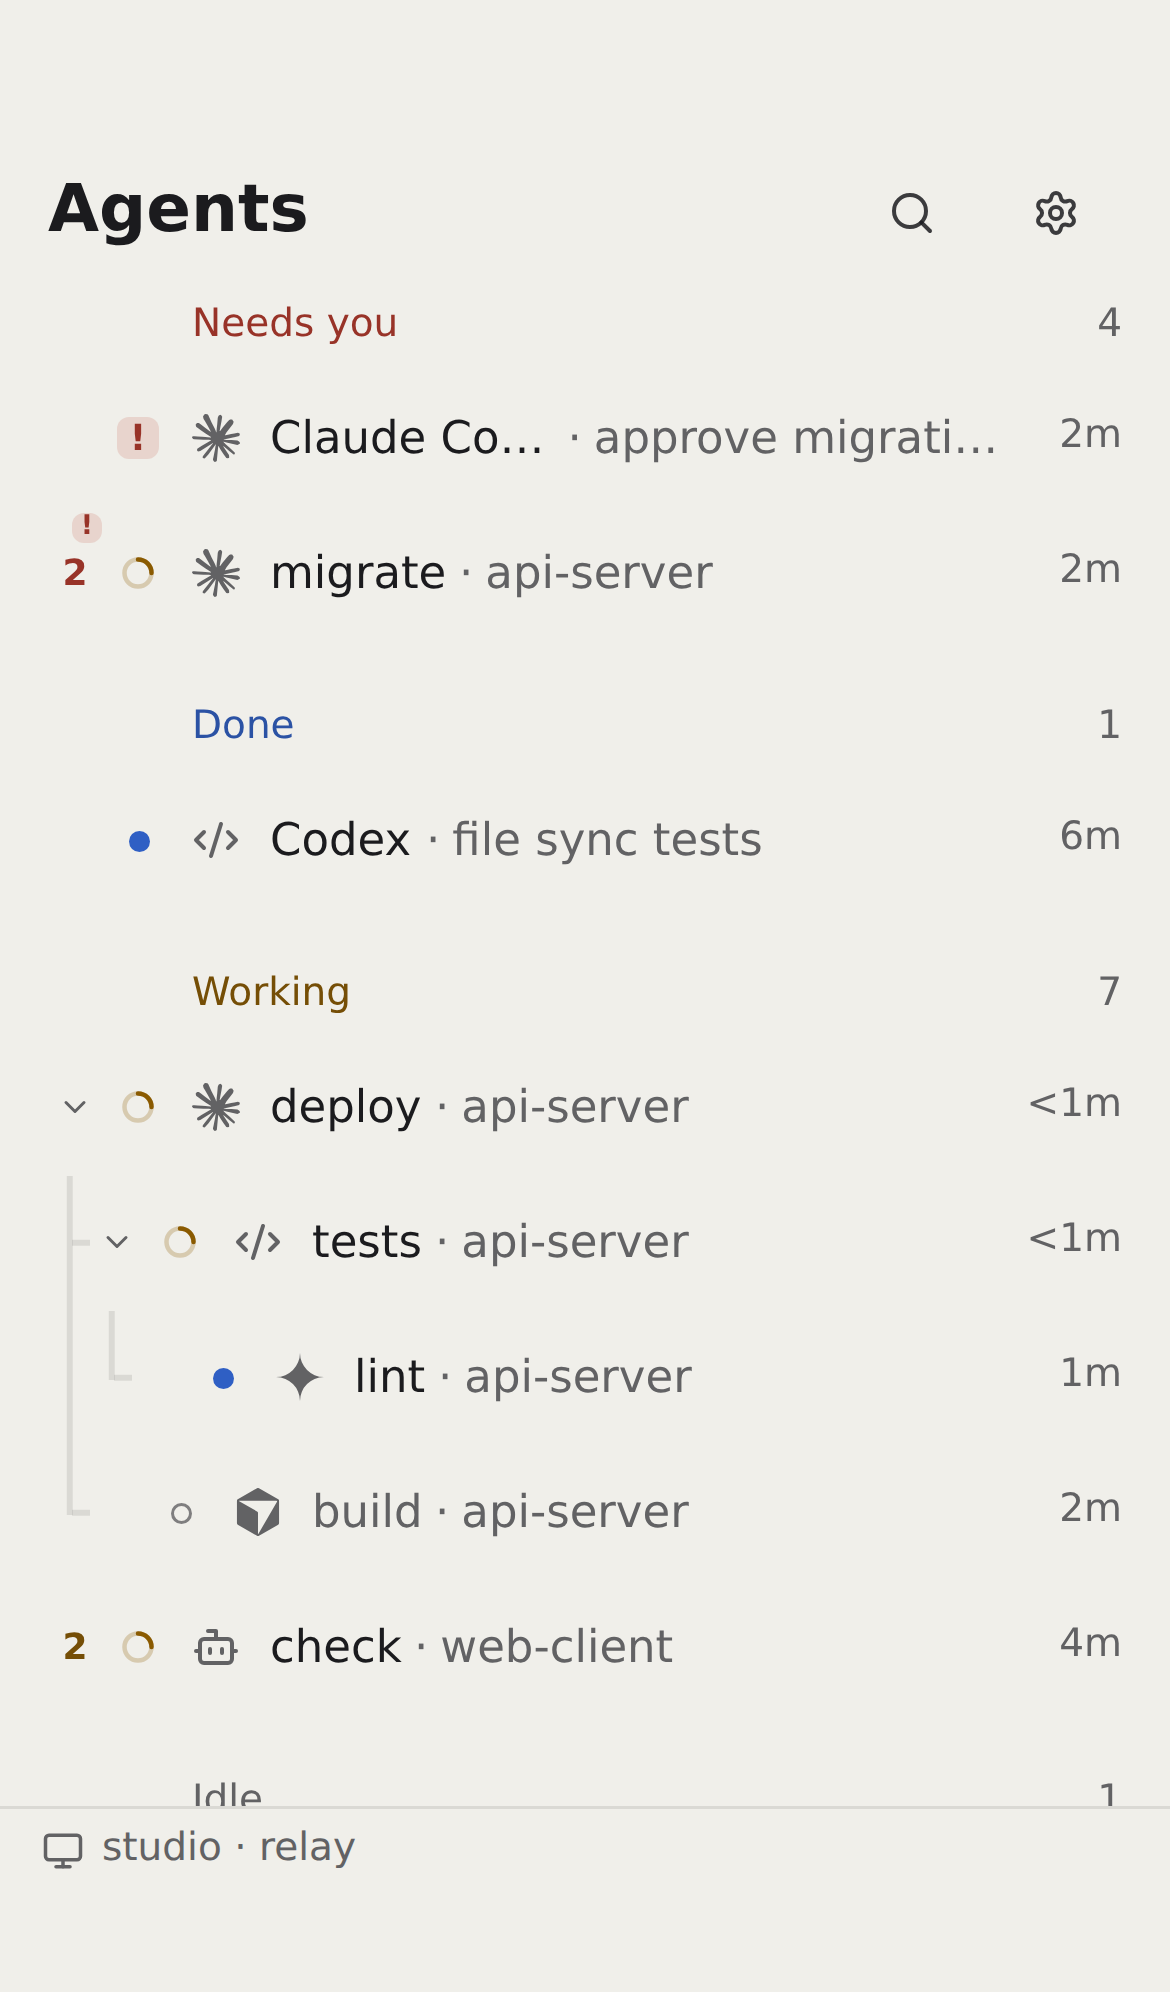 Agents
Needs you 4
! Claude Co… · approve migrati… 2m
!
2 migrate · api-server 2m
Done 1
Codex · file sync tests 6m
Working 7
deploy · api-server <1m
tests · api-server <1m
lint · api-server 1m
build · api-server 2m
2 check · web-client 4m
Idle 1
studio · relay